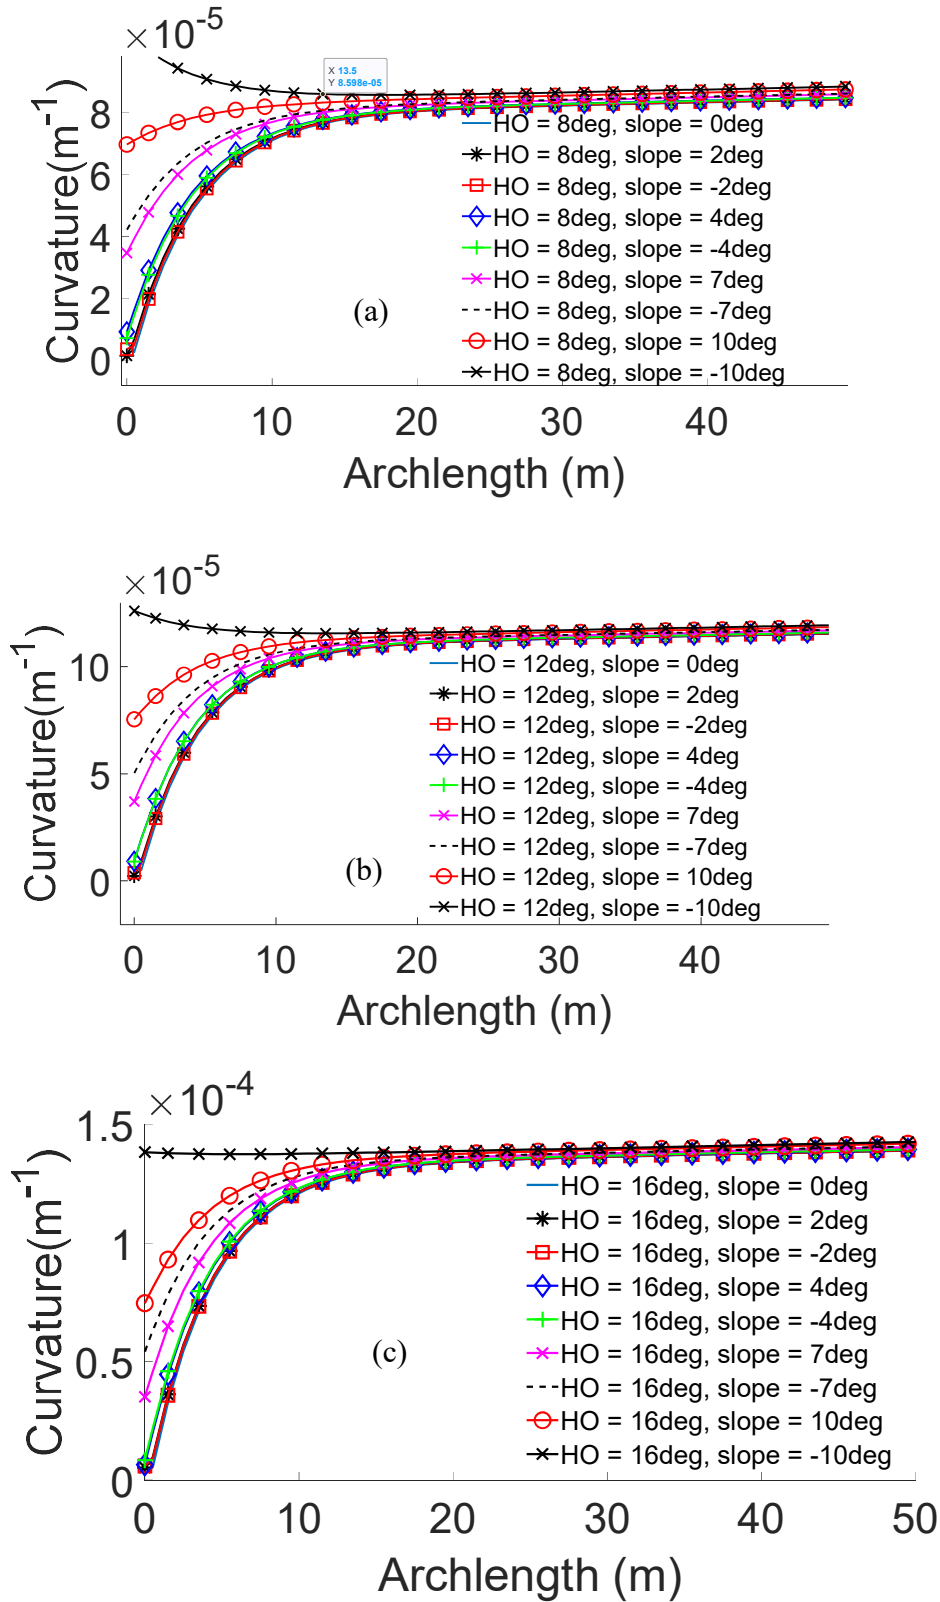 ×10-5
X 13.5
Y 8.598e-05
8
6
4
2
0
Curvature(m-1)
HO = 8deg, slope = 0deg
HO = 8deg, slope = 2deg
HO = 8deg, slope = -2deg
HO = 8deg, slope = 4deg
HO = 8deg, slope = -4deg
HO = 8deg, slope = 7deg
HO = 8deg, slope = -7deg
HO = 8deg, slope = 10deg
HO = 8deg, slope = -10deg
(a)
0 10 20 30 40
Archlength (m)
×10-5
10
5
0
Curvature(m-1)
HO = 12deg, slope = 0deg
HO = 12deg, slope = 2deg
HO = 12deg, slope = -2deg
HO = 12deg, slope = 4deg
HO = 12deg, slope = -4deg
HO = 12deg, slope = 7deg
HO = 12deg, slope = -7deg
HO = 12deg, slope = 10deg
HO = 12deg, slope = -10deg
(b)
0 10 20 30 40
Archlength (m)
×10-4
1.5
1
0.5
0
Curvature(m-1)
HO = 16deg, slope = 0deg
HO = 16deg, slope = 2deg
HO = 16deg, slope = -2deg
HO = 16deg, slope = 4deg
HO = 16deg, slope = -4deg
HO = 16deg, slope = 7deg
HO = 16deg, slope = -7deg
HO = 16deg, slope = 10deg
HO = 16deg, slope = -10deg
(c)
0 10 20 30 40 50
Archlength (m)